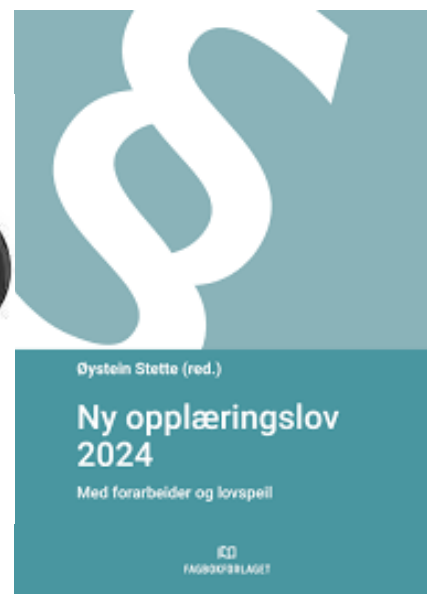 §
Øystein Stette (red.)
Ny opplæringslov
2024
Med forarbeider og lovspeil
FAGBOKFORLAGET